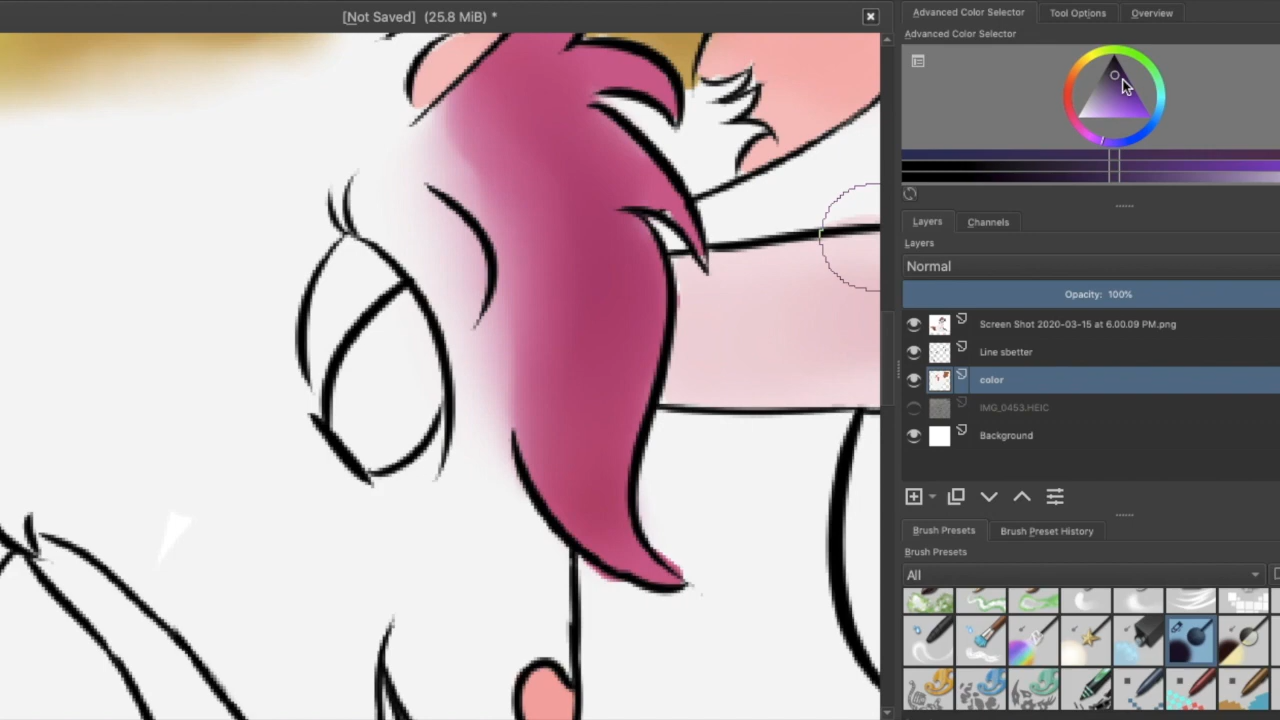 [Not Saved] (25.8 MiB) *
Advanced Color Selector
Tool Options
Overview
Advanced Color Selector
Layers
Channels
Layers
Normal
Opacity: 100%
Screen Shot 2020-03-15 at 6.00.09 PM.png
Line sbetter
color
IMG_0453.HEIC
Background
Brush Presets
Brush Preset History
Brush Presets
All